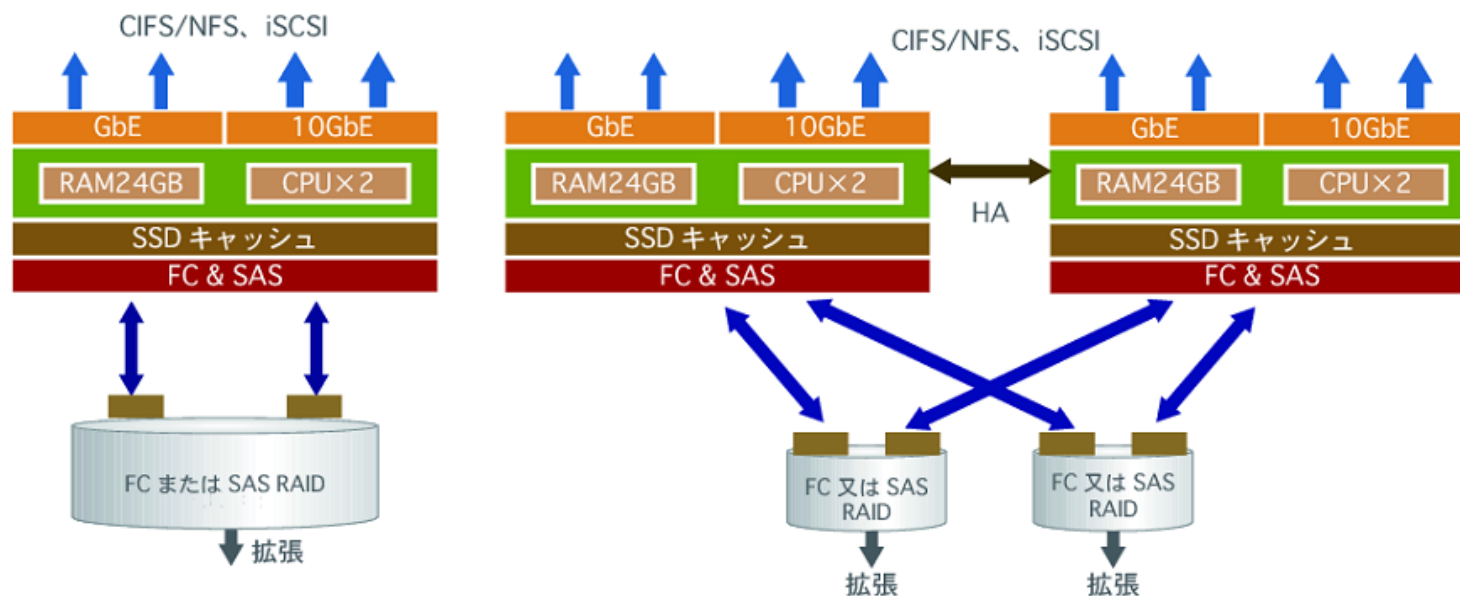 CIFS/NFS、iSCSI
GbE
10GbE
RAM24GB
CPU×2
SSD キャッシュ
FC & SAS
FC または SAS RAID
拡張
CIFS/NFS、iSCSI
GbE
10GbE
RAM24GB
CPU×2
SSD キャッシュ
FC & SAS
HA
GbE
10GbE
RAM24GB
CPU×2
SSD キャッシュ
FC & SAS
FC 又は SAS
RAID
拡張
FC 又は SAS
RAID
拡張